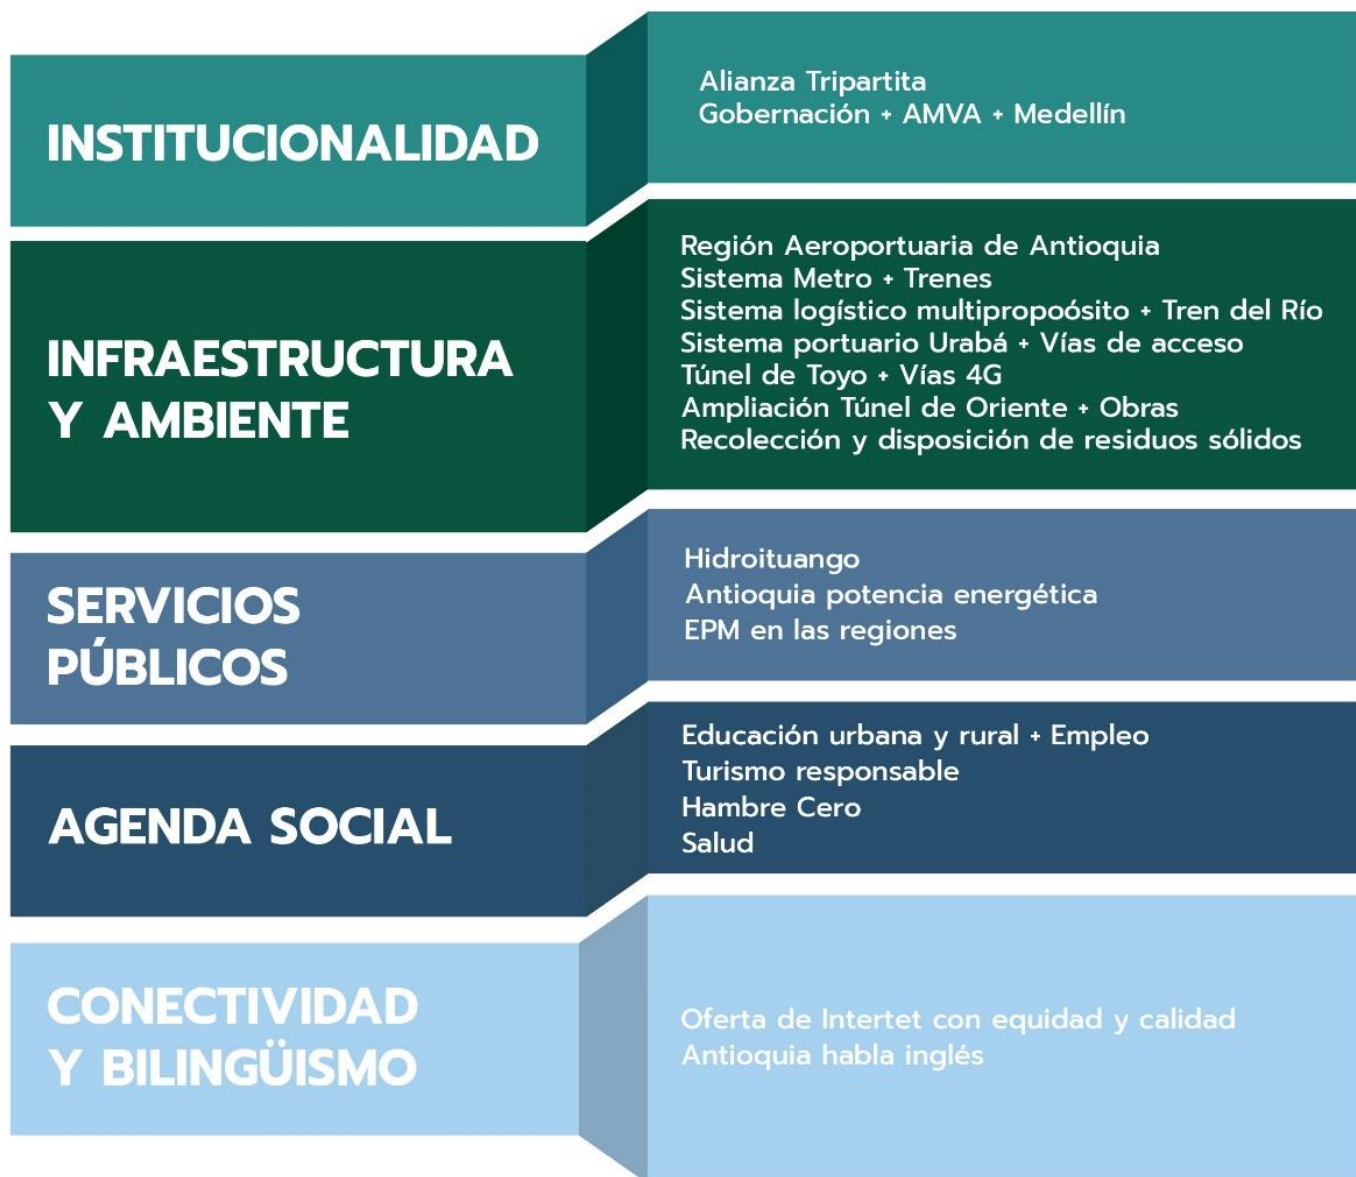 INSTITUCIONALIDAD
Alianza Tripartita
Gobernación + AMVA + Medellín
INFRAESTRUCTURA
Y AMBIENTE
Región Aeroportuaria de Antioquia
Sistema Metro + Trenes
Sistema logístico multipropoósito + Tren del Río
Sistema portuario Urabá + Vías de acceso
Túnel de Toyo + Vías 4G
Ampliación Túnel de Oriente + Obras
Recolección y disposición de residuos sólidos
SERVICIOS
PÚBLICOS
Hidroituango
Antioquia potencia energética
EPM en las regiones
AGENDA SOCIAL
Educación urbana y rural + Empleo
Turismo responsable
Hambre Cero
Salud
CONECTIVIDAD
Y BILINGÜISMO
Oferta de Intertet con equidad y calidad
Antioquia habla inglés